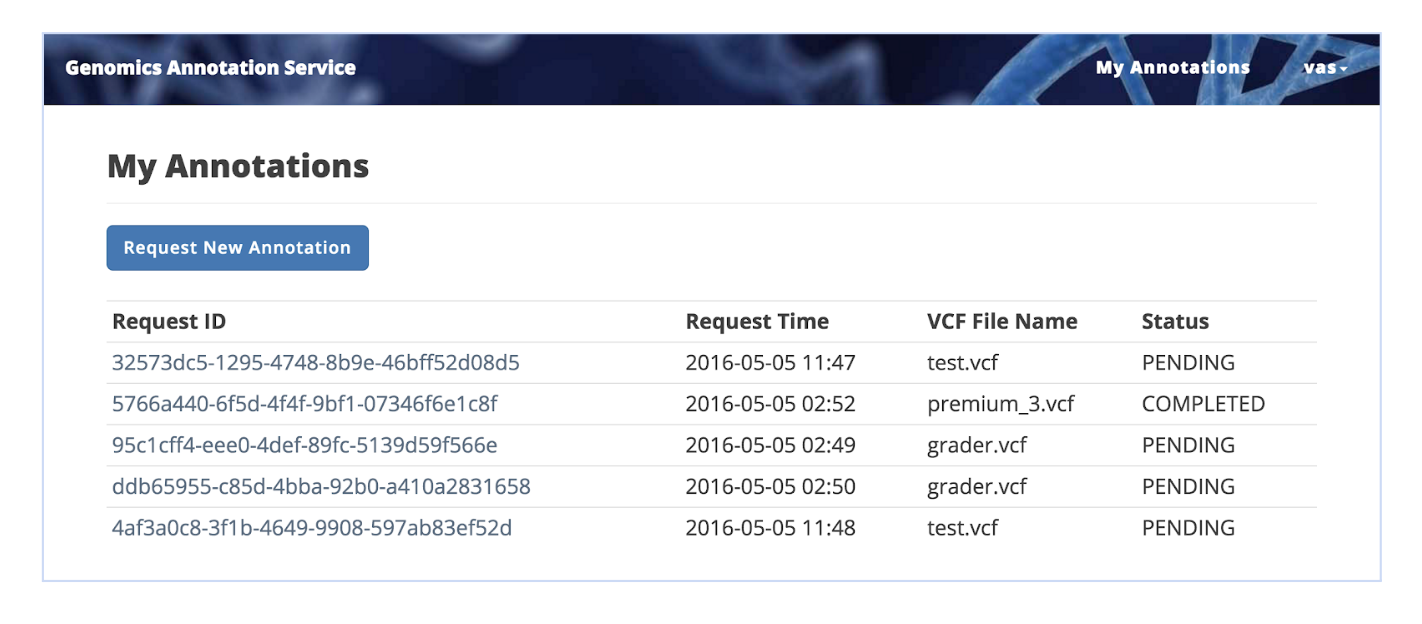 Genomics Annotation Service My Annotations vas
My Annotations
Request New Annotation
Request ID Request Time VCF File Name Status
32573dc5-1295-4748-8b9e-46bff52d08d5 2016-05-05 11:47 test.vcf PENDING
5766a440-6f5d-4f4f-9bf1-07346f6e1c8f 2016-05-05 02:52 premium_3.vcf COMPLETED
95c1cff4-eee0-4def-89fc-5139d59f566e 2016-05-05 02:49 grader.vcf PENDING
ddb65955-c85d-4bba-92b0-a410a2831658 2016-05-05 02:50 grader.vcf PENDING
4af3a0c8-3f1b-4649-9908-597ab83ef52d 2016-05-05 11:48 test.vcf PENDING